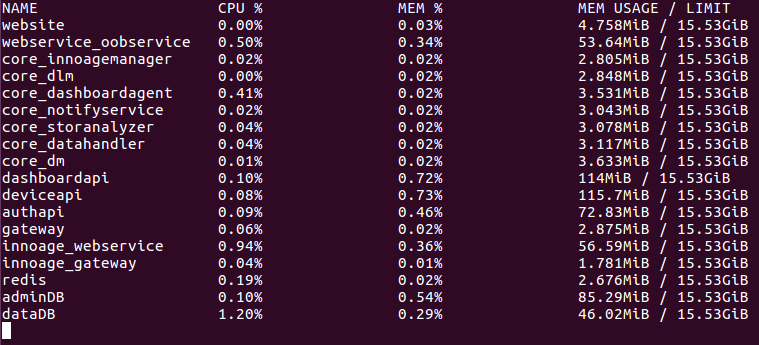 NAME CPU % MEM % MEM USAGE / LIMIT
website 0.00% 0.03% 4.758MiB / 15.53GiB
webservice_oobservice 0.50% 0.34% 53.64MiB / 15.53GiB
core_innoagemanager 0.02% 0.02% 2.805MiB / 15.53GiB
core_dlm 0.00% 0.02% 2.848MiB / 15.53GiB
core_dashboardagent 0.41% 0.02% 3.531MiB / 15.53GiB
core_notifyservice 0.02% 0.02% 3.043MiB / 15.53GiB
core_storanalyzer 0.04% 0.02% 3.078MiB / 15.53GiB
core_datahandler 0.04% 0.02% 3.117MiB / 15.53GiB
core_dm 0.01% 0.02% 3.633MiB / 15.53GiB
dashboardapi 0.10% 0.72% 114MiB / 15.53GiB
deviceapi 0.08% 0.73% 115.7MiB / 15.53GiB
authapi 0.09% 0.46% 72.83MiB / 15.53GiB
gateway 0.06% 0.02% 2.875MiB / 15.53GiB
innoage_webservice 0.94% 0.36% 56.59MiB / 15.53GiB
innoage_gateway 0.04% 0.01% 1.781MiB / 15.53GiB
redis 0.19% 0.02% 2.676MiB / 15.53GiB
adminDB 0.10% 0.54% 85.29MiB / 15.53GiB
dataDB 1.20% 0.29% 46.02MiB / 15.53GiB